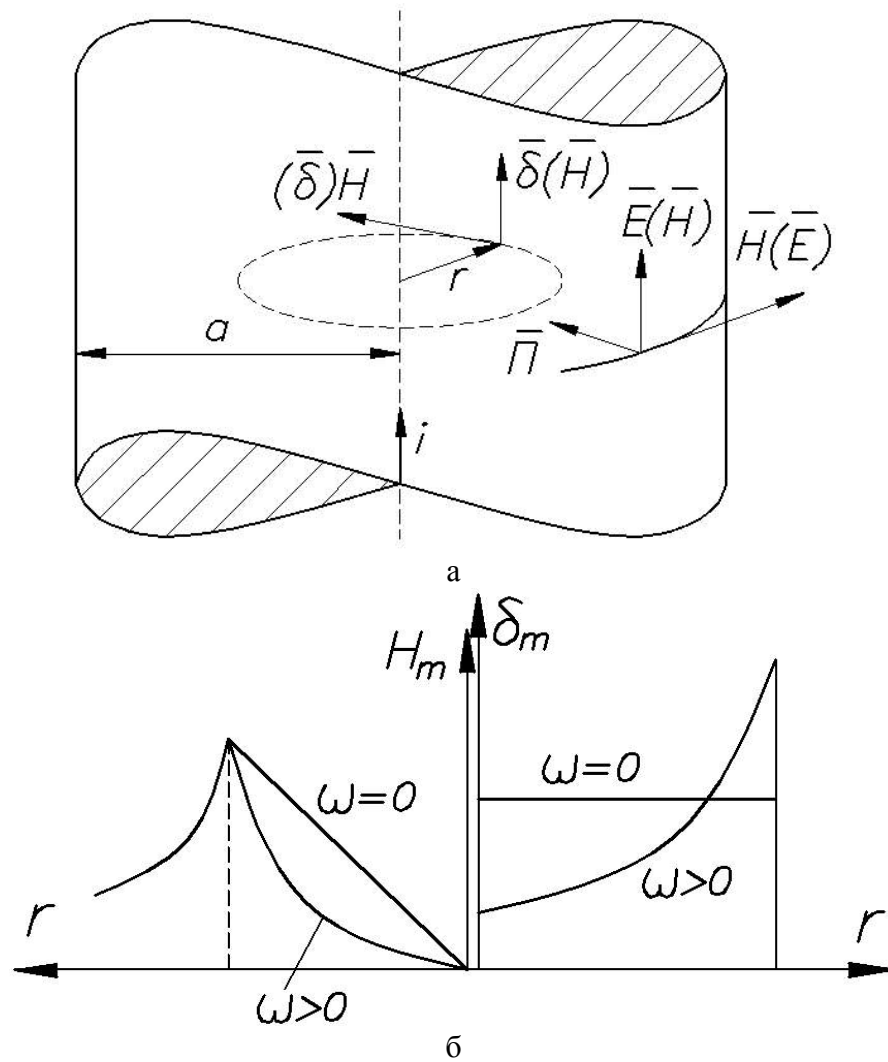 (δ̄)H̄
δ̄(H̄)
Ē(H̄)
H̄(Ē)
r
a
П̄
i
а
H_m
δ_m
ω=0
ω=0
ω>0
r
ω>0
r
б